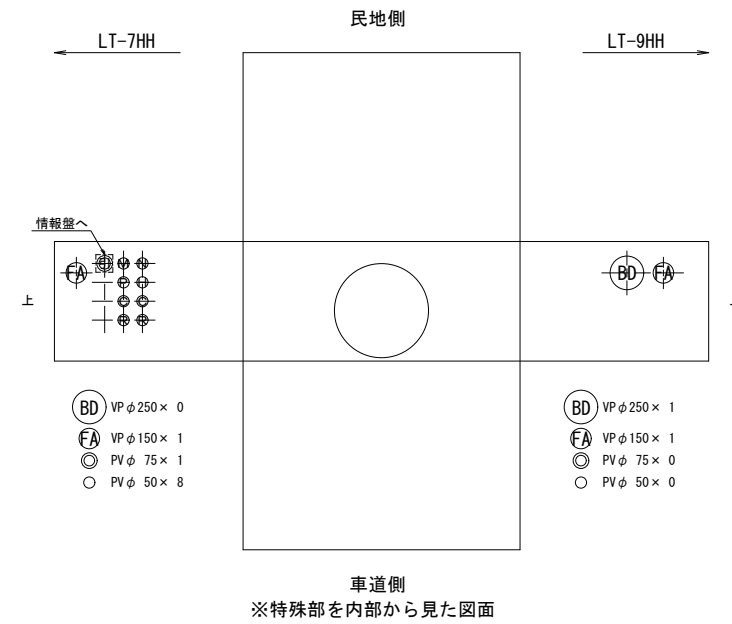 民地側
LT-7HH
LT-9HH
情報盤へ
FA
M N
P H
C C
R R
BD FA
上
BD VPφ250× 0
FA VPφ150× 1
PVφ 75× 1
PVφ 50× 8
BD VPφ250× 1
FA VPφ150× 1
PVφ 75× 0
PVφ 50× 0
車道側
※特殊部を内部から見た図面